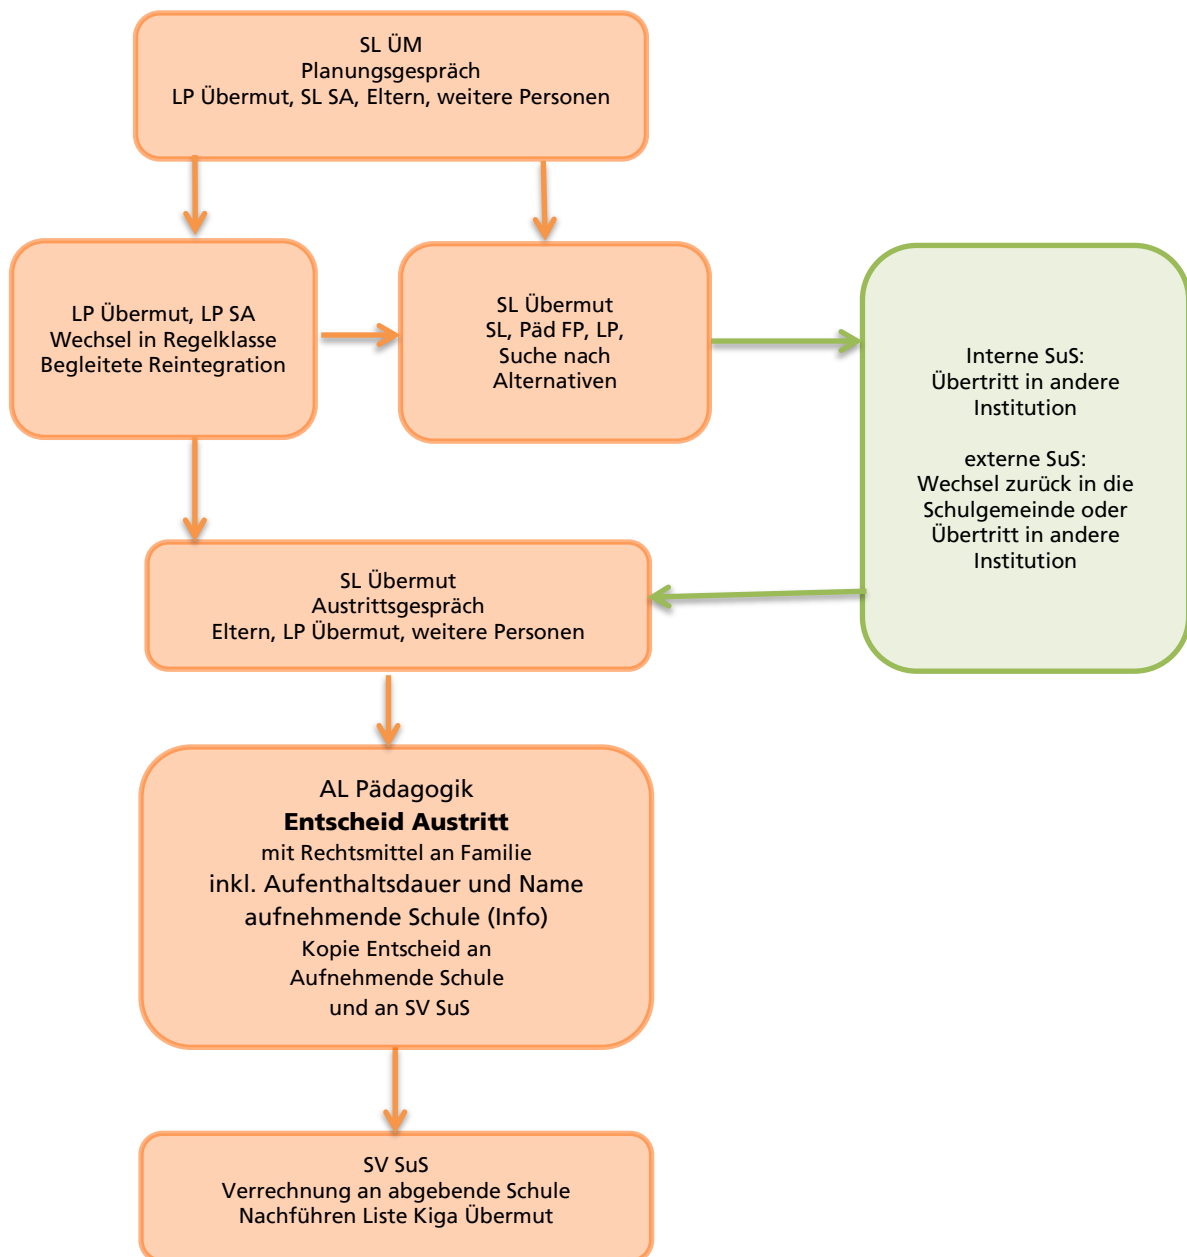 SL ÜM
Planungsgespräch
LP Übermut, SL SA, Eltern, weitere Personen
LP Übermut, LP SA
Wechsel in Regelklasse
Begleitete Reintegration
SL Übermut
SL, Päd FP, LP,
Suche nach
Alternativen
Interne SuS:
Übertritt in andere
Institution
externe SuS:
Wechsel zurück in die
Schulgemeinde oder
Übertritt in andere
Institution
SL Übermut
Austrittsgespräch
Eltern, LP Übermut, weitere Personen
AL Pädagogik
Entscheid Austritt
mit Rechtsmittel an Familie
inkl. Aufenthaltsdauer und Name
aufnehmende Schule (Info)
Kopie Entscheid an
Aufnehmende Schule
und an SV SuS
SV SuS
Verrechnung an abgebende Schule
Nachführen Liste Kiga Übermut